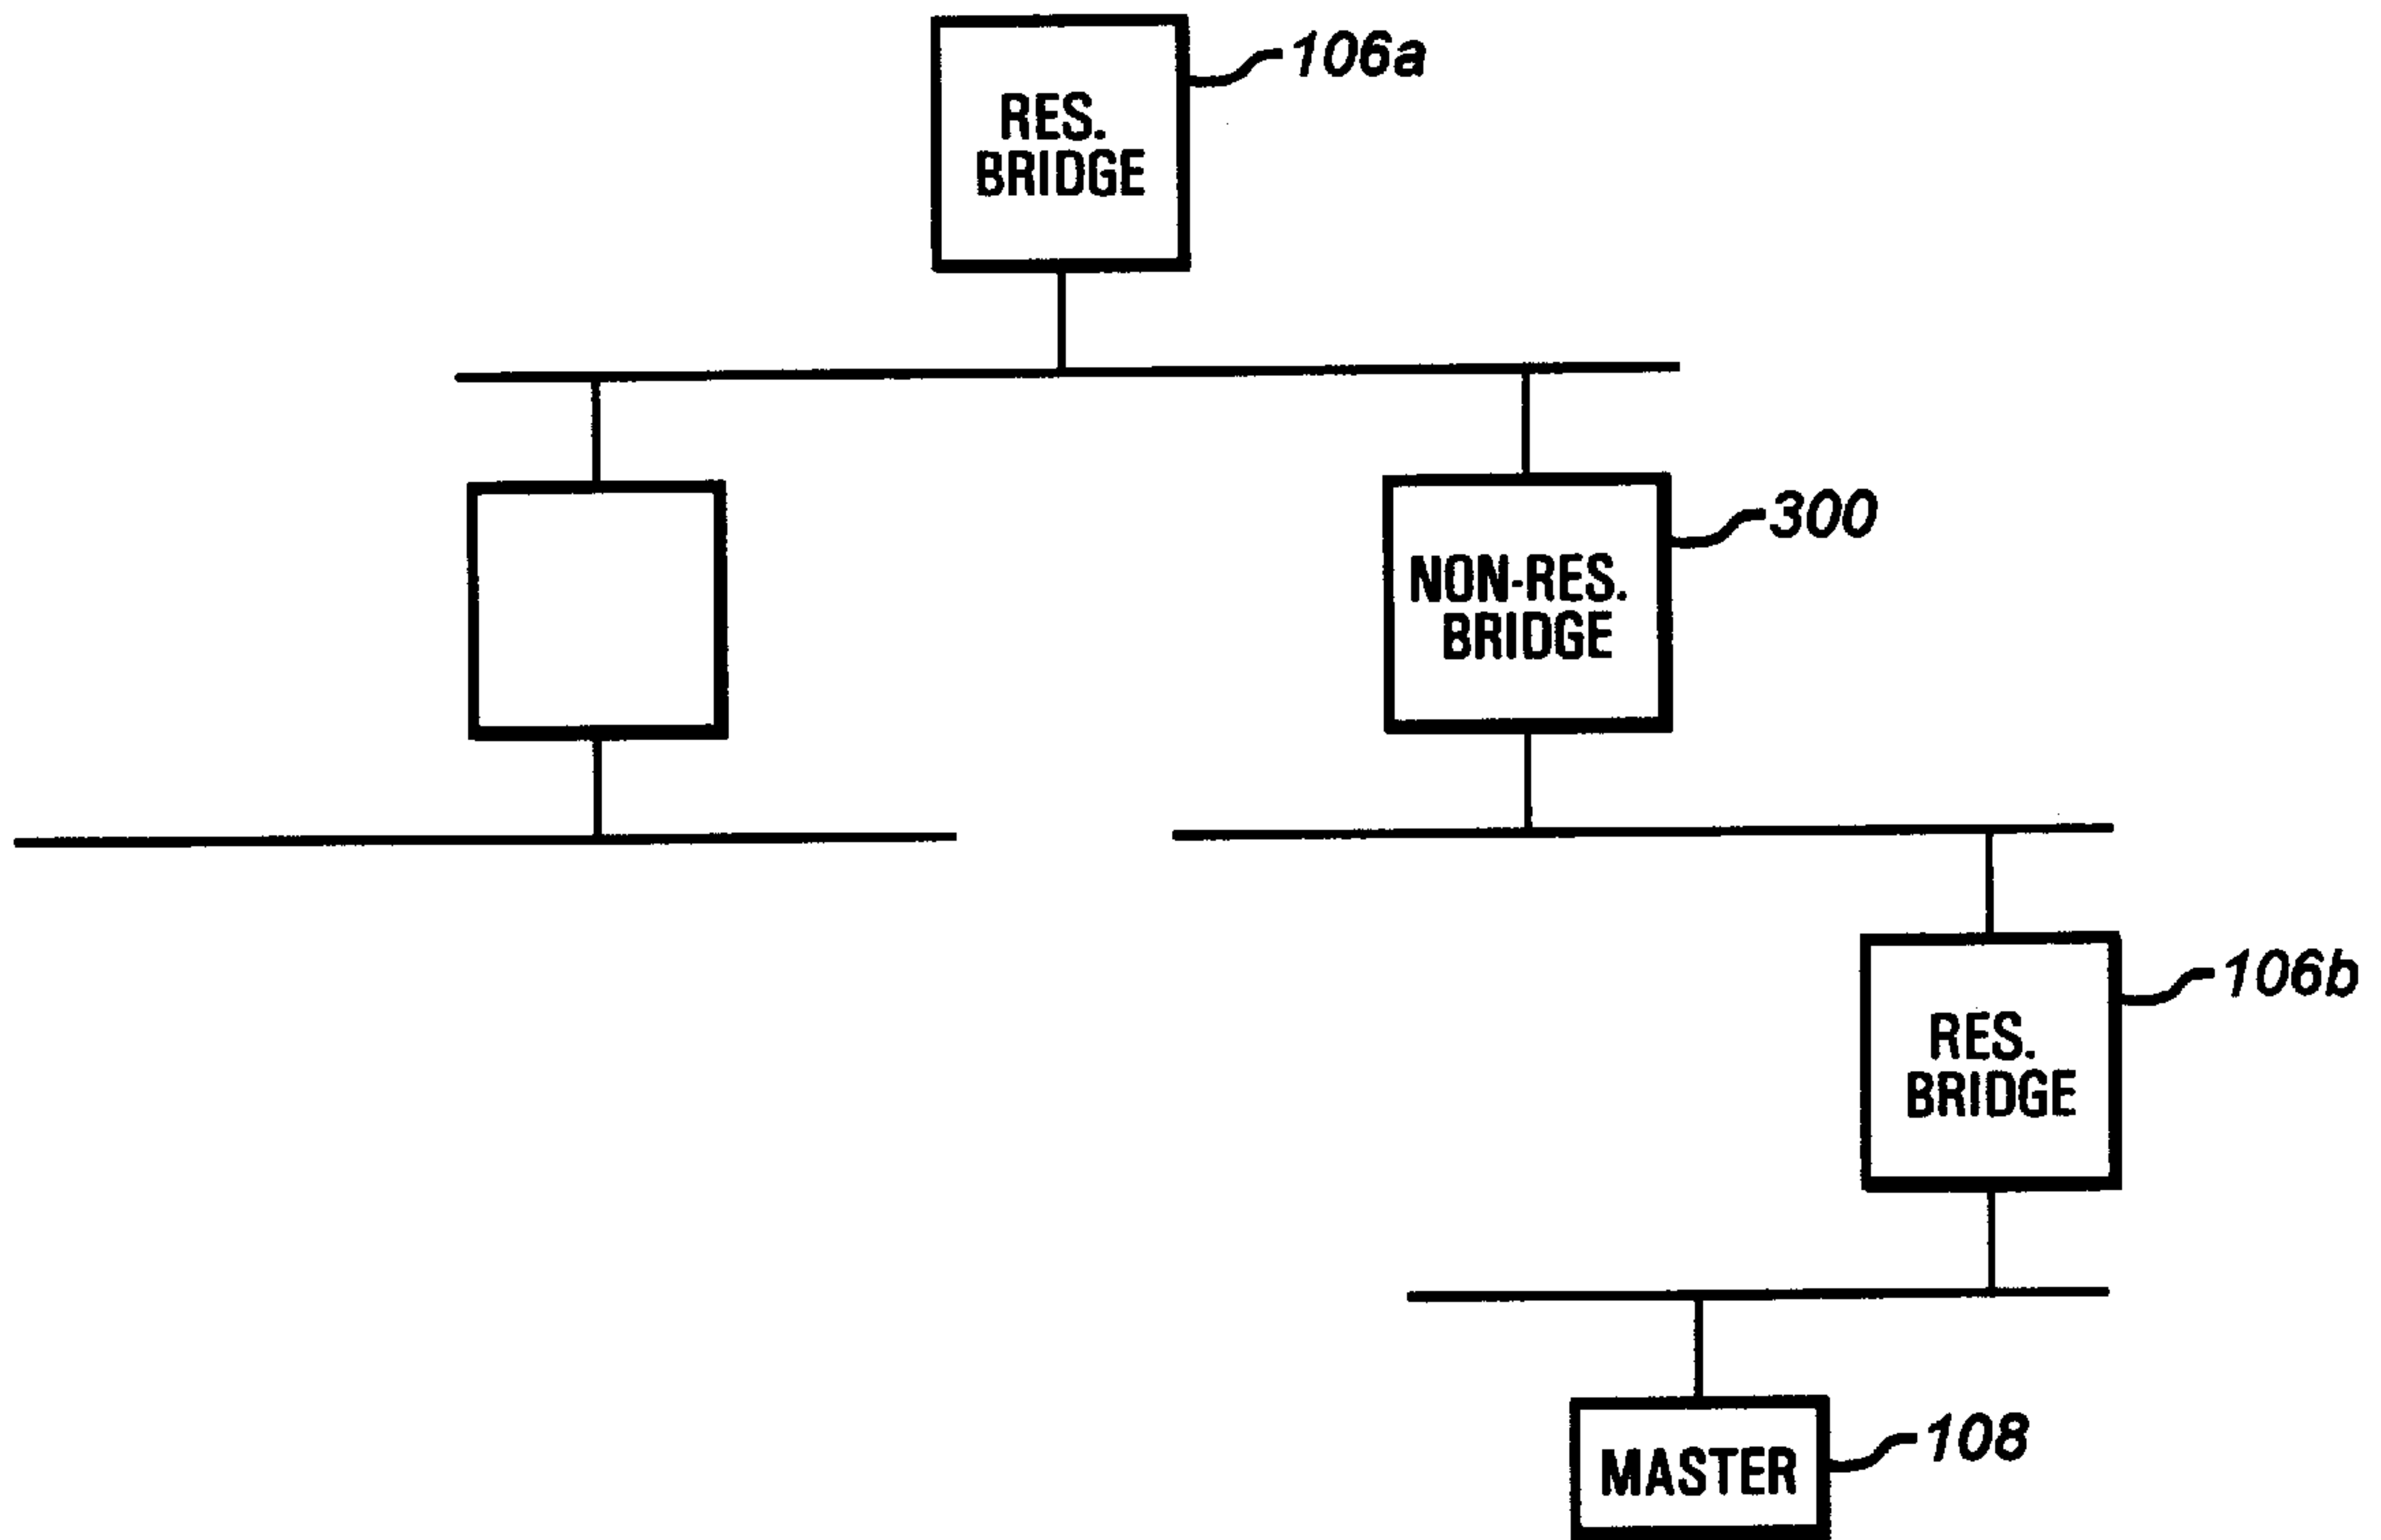 RES.
BRIDGE
106a
NON-RES.
BRIDGE
300
RES.
BRIDGE
106b
MASTER
108